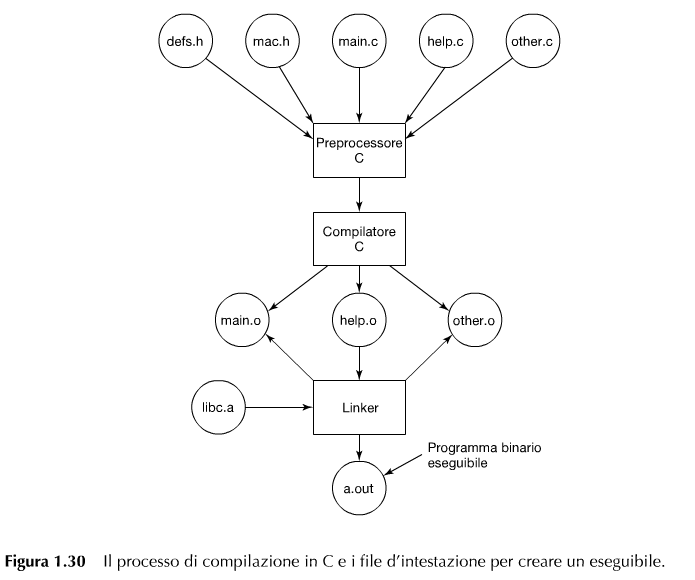 defs.h
mac.h
main.c
help.c
other.c
Preprocessore
C
Compilatore
C
main.o
help.o
other.o
libc.a
Linker
Programma binario
eseguibile
a.out
Figura 1.30 Il processo di compilazione in C e i file d’intestazione per creare un eseguibile.